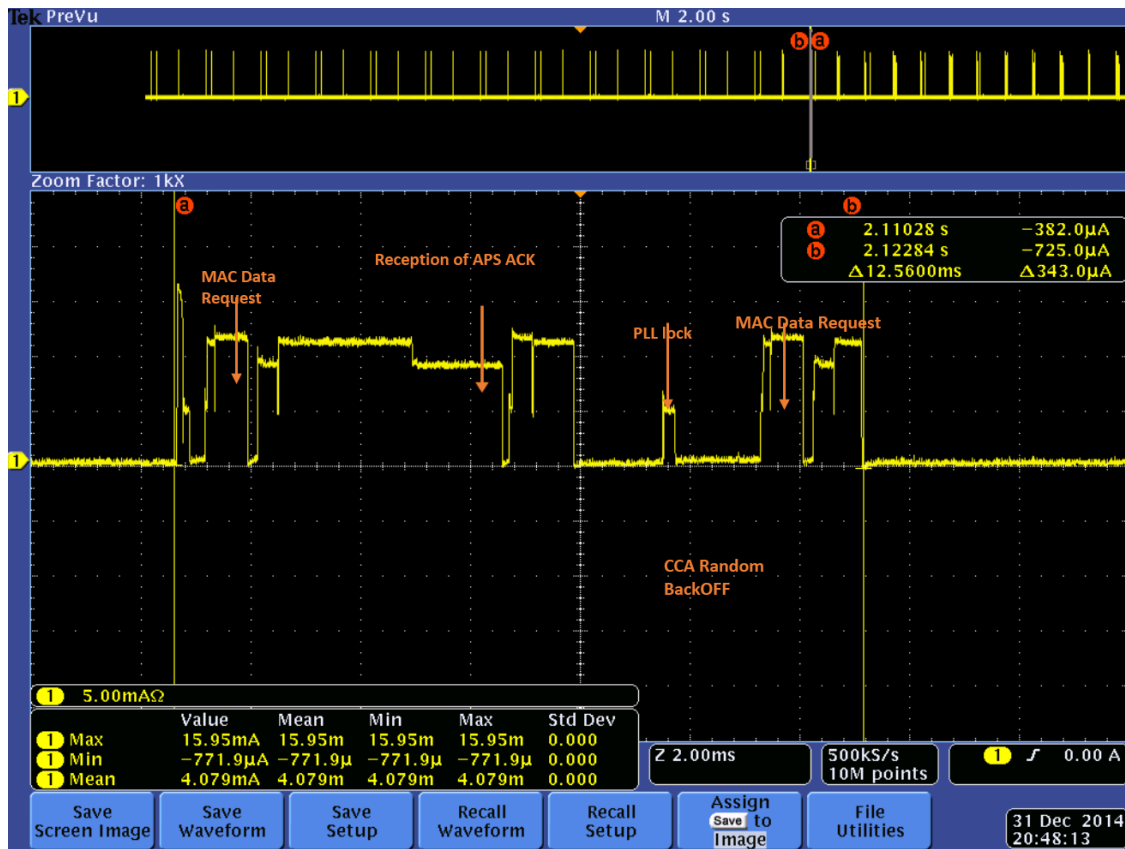 Tek PreVu M 2.00 s
b a
1
Zoom Factor: 1kX
a b
a 2.11028 s −382.0µA
b 2.12284 s −725.0µA
Δ12.5600ms Δ343.0µA
Reception of APS ACK
MAC Data
Request
PLL lock
MAC Data Request
1
CCA Random
BackOFF
1 5.00mAΩ
Value Mean Min Max Std Dev
1 Max 15.95mA 15.95m 15.95m 15.95m 0.000
1 Min −771.9µA −771.9µ −771.9µ −771.9µ 0.000
1 Mean 4.079mA 4.079m 4.079m 4.079m 0.000
Z 2.00ms
500kS/s
10M points
1 0.00 A
Save
Screen Image
Save
Waveform
Save
Setup
Recall
Waveform
Recall
Setup
Assign
Save to
Image
File
Utilities
31 Dec 2014
20:48:13